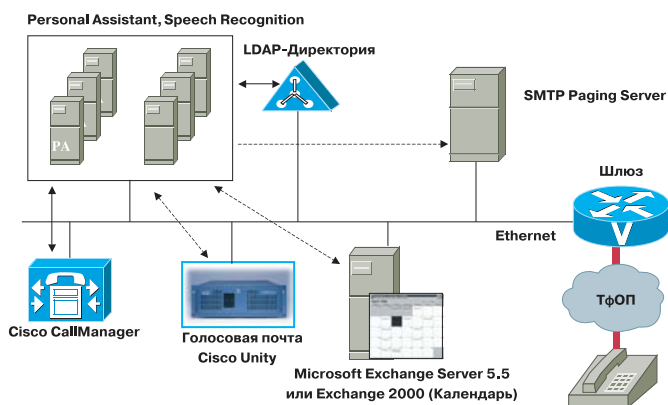 Personal Assistant, Speech Recognition
LDAP-Директория
SMTP Paging Server
PA
A
A
Шлюз
V
Ethernet
ТфОП
Cisco CallManager
Голосовая почта
Cisco Unity
Microsoft Exchange Server 5.5
или Exchange 2000 (Календарь)